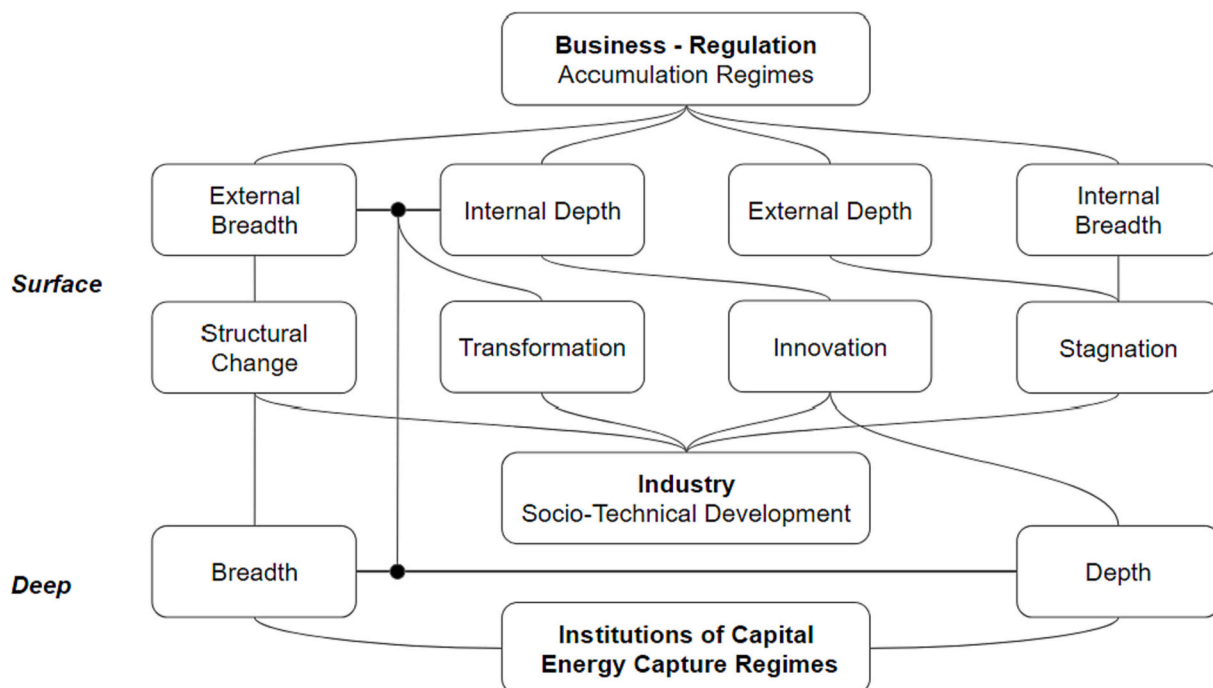 Business - Regulation
Accumulation Regimes
External
Breadth
Internal Depth
External Depth
Internal
Breadth
Surface
Structural
Change
Transformation
Innovation
Stagnation
Industry
Socio-Technical Development
Breadth
Depth
Deep
Institutions of Capital
Energy Capture Regimes